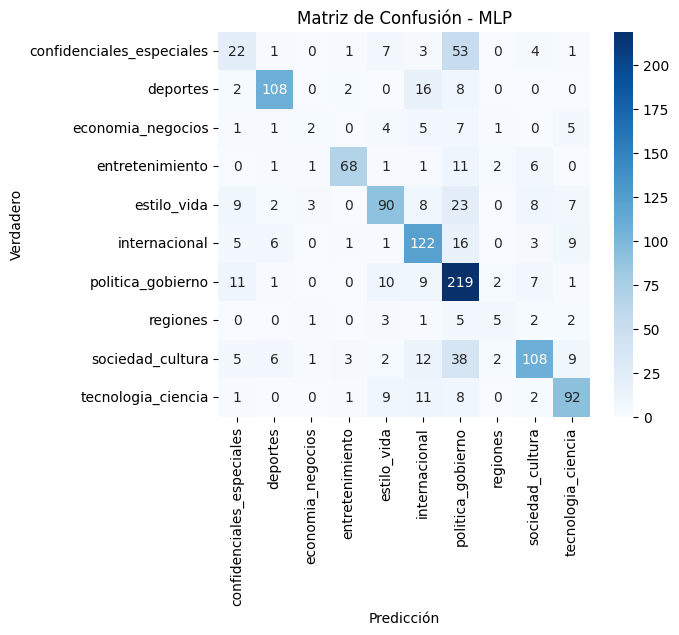 Matriz de Confusión - MLP
Verdadero
confidenciales_especiales 22 1 0 1 7 3 53 0 4 1
deportes 2 108 0 2 0 16 8 0 0 0
economia_negocios 1 1 2 0 4 5 7 1 0 5
entretenimiento 0 1 1 68 1 1 11 2 6 0
estilo_vida 9 2 3 0 90 8 23 0 8 7
internacional 5 6 0 1 1 122 16 0 3 9
politica_gobierno 11 1 0 0 10 9 219 2 7 1
regiones 0 0 1 0 3 1 5 5 2 2
sociedad_cultura 5 6 1 3 2 12 38 2 108 9
tecnologia_ciencia 1 0 0 1 9 11 8 0 2 92
confidenciales_especiales
deportes
economia_negocios
entretenimiento
estilo_vida
internacional
politica_gobierno
regiones
sociedad_cultura
tecnologia_ciencia
Predicción
200
175
150
125
100
75
50
25
0